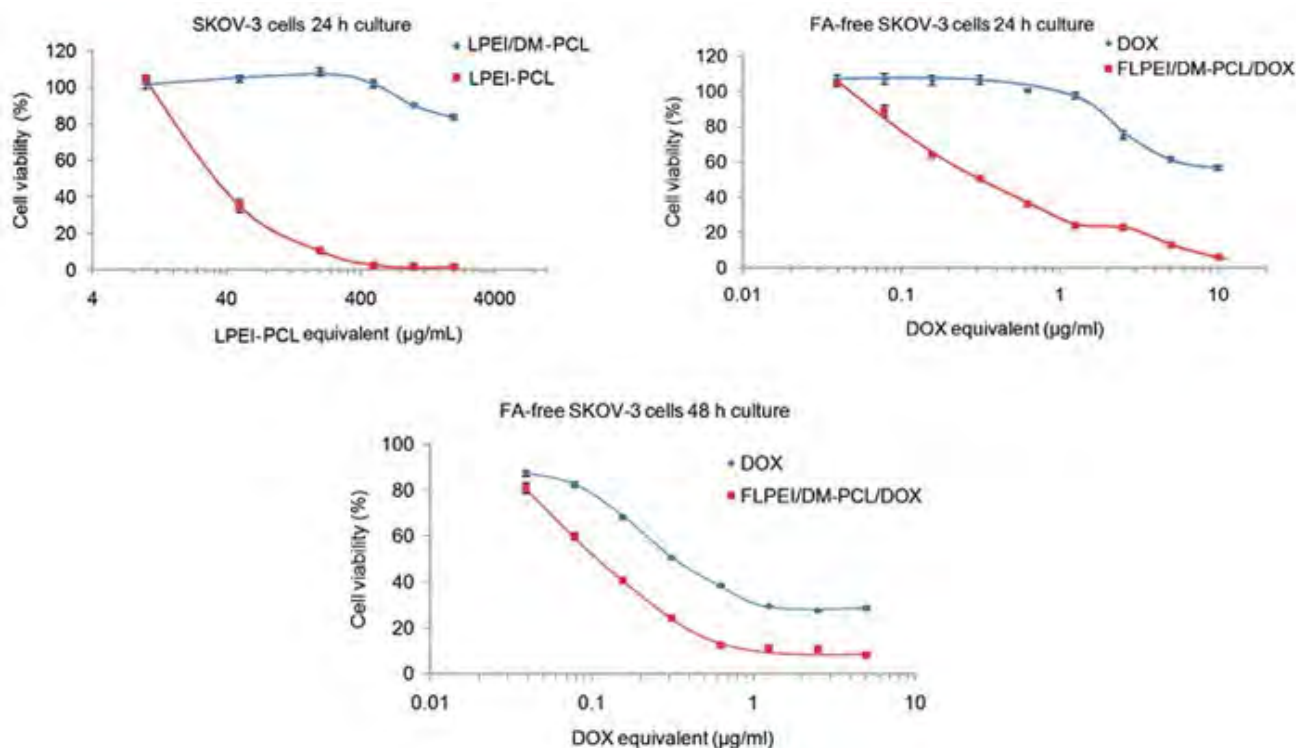 SKOV-3 cells 24 h culture
LPEI/DM-PCL
LPEI-PCL
120
100
80
60
40
20
0
Cell viability (%)
4 40 400 4000
LPEI-PCL equivalent (µg/mL)
FA-free SKOV-3 cells 24 h culture
DOX
FLPEI/DM-PCL/DOX
120
100
80
60
40
20
0
Cell viability (%)
0.01 0.1 1 10
DOX equivalent (µg/ml)
FA-free SKOV-3 cells 48 h culture
DOX
FLPEI/DM-PCL/DOX
100
80
60
40
20
0
Cell viability (%)
0.01 0.1 1 10
DOX equivalent (µg/ml)